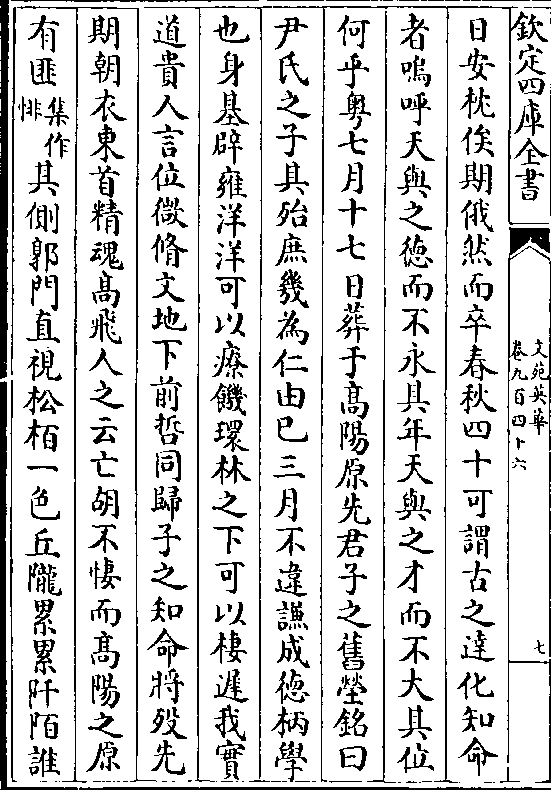 欽定四庫全書
文苑英華
卷九百四十六
七
日安枕俟期俄然而卒春秋四十可謂古之達化知命
者嗚呼天與之徳而不永其年天與之才而不大其位
何乎粤七月十七日葬于髙陽原先君子之舊塋銘曰
尹氏之子其殆庶幾為仁由已三月不違謙成徳柄學
也身基辟雍洋洋可以療饑環林之下可以棲遲我實
道貴人言位微脩文地下前哲同歸子之知命將殁先
期朝衣東首精魂髙飛人之云亡胡不悽而髙陽之原
有匪集作悱其側郭門直視松栢一色丘隴累累阡陌誰